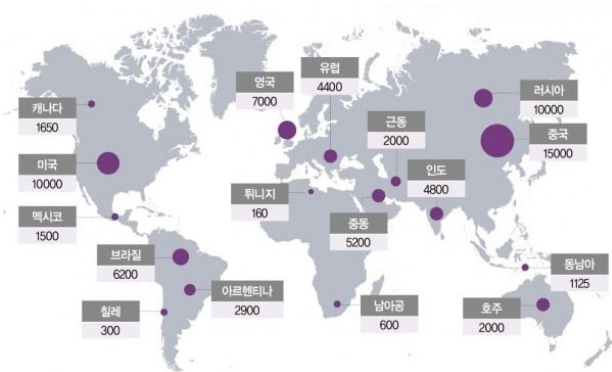 유럽
4400
영국
7000
러시아
10000
캐나다
1650
근동
2000
중국
15000
미국
10000
인도
4800
튀니지
160
멕시코
1500
중동
5200
브라질
6200
동남아
1125
아르헨티나
2900
칠레
300
남아공
600
호주
2000